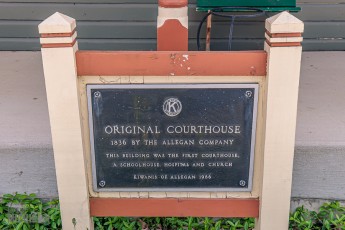 ORIGINAL COURTHOUSE
1836 BY THE ALLEGAN COMPANY
THIS BUILDING WAS THE FIRST COURTHOUSE,
A SCHOOLHOUSE, HOSPITAL AND CHURCH
KIWANIS OF ALLEGAN 1986